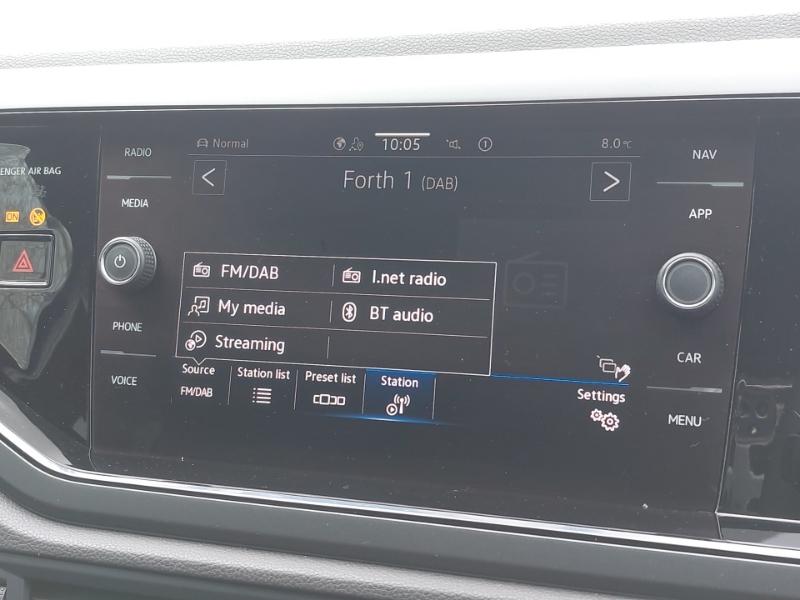 RADIO
MEDIA
PHONE
VOICE
ENGER AIR BAG
ON
Normal
10:05
1
8.0°C
Forth 1 (DAB)
FM/DAB
I.net radio
My media
BT audio
Streaming
Source
FM/DAB
Station list
Preset list
Station
Settings
NAV
APP
CAR
MENU